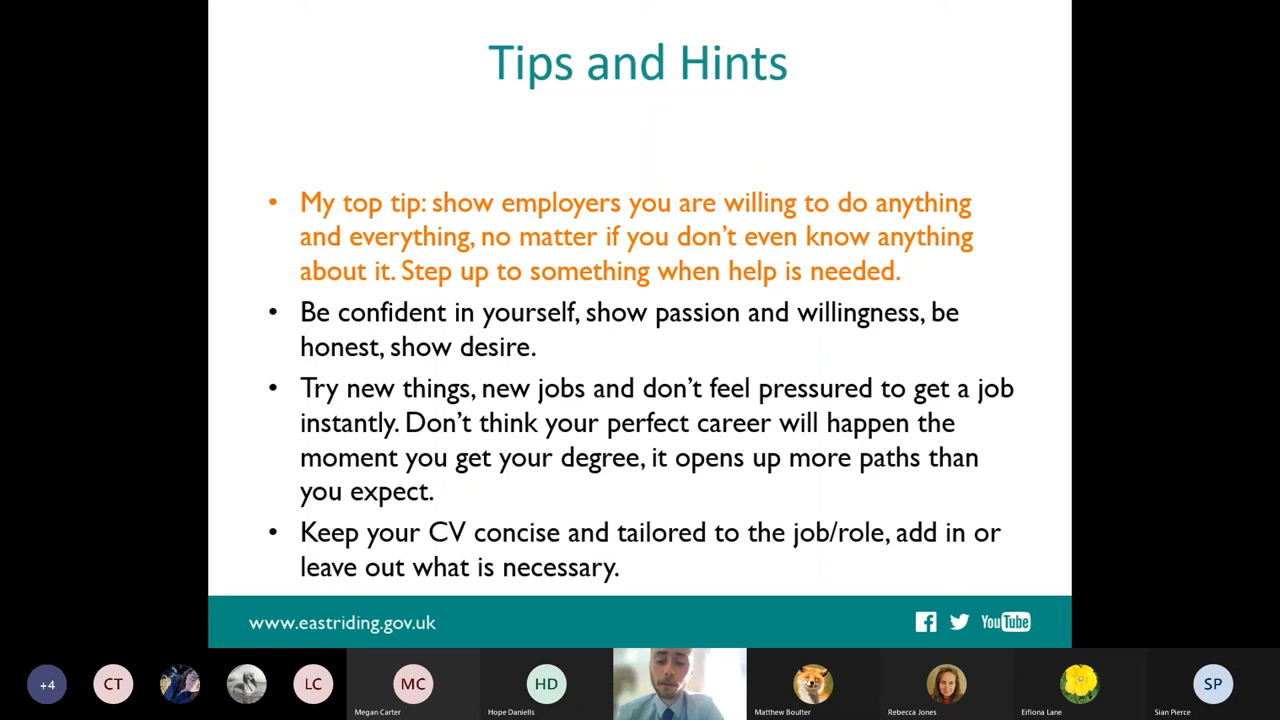 Tips and Hints
• My top tip: show employers you are willing to do anything
and everything, no matter if you don't even know anything
about it. Step up to something when help is needed.
• Be confident in yourself, show passion and willingness, be
honest, show desire.
• Try new things, new jobs and don't feel pressured to get a job
instantly. Don't think your perfect career will happen the
moment you get your degree, it opens up more paths than
you expect.
• Keep your CV concise and tailored to the job/role, add in or
leave out what is necessary.
www.eastriding.gov.uk
YouTube
+4
CT
LC
MC
HD
SP
Megan Carter
Hope Daniells
Matthew Boulter
Rebecca Jones
Eifiona Lane
Sian Pierce